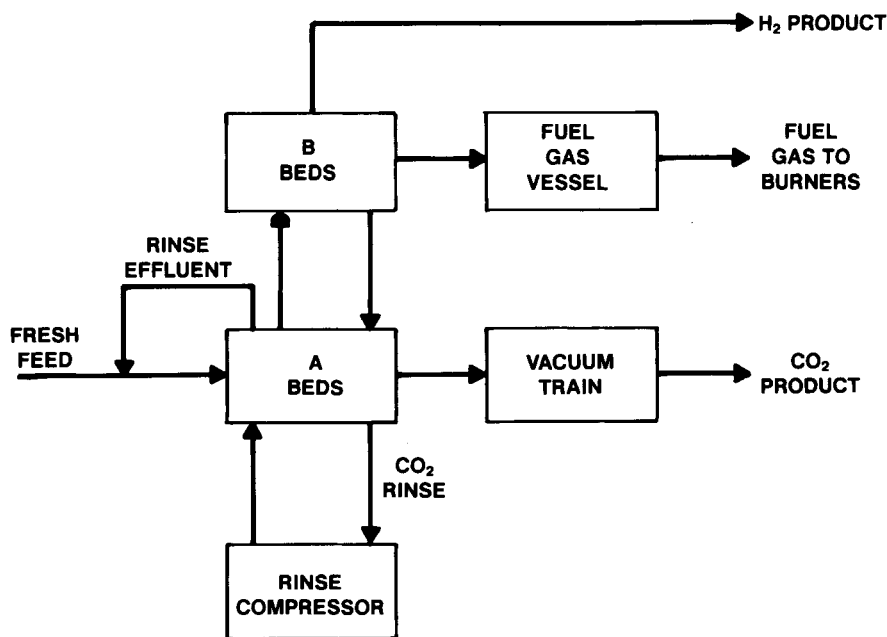 H₂ PRODUCT
B
BEDS
FUEL
GAS
VESSEL
FUEL
GAS TO
BURNERS
RINSE
EFFLUENT
FRESH
FEED
A
BEDS
VACUUM
TRAIN
CO₂
PRODUCT
CO₂
RINSE
RINSE
COMPRESSOR